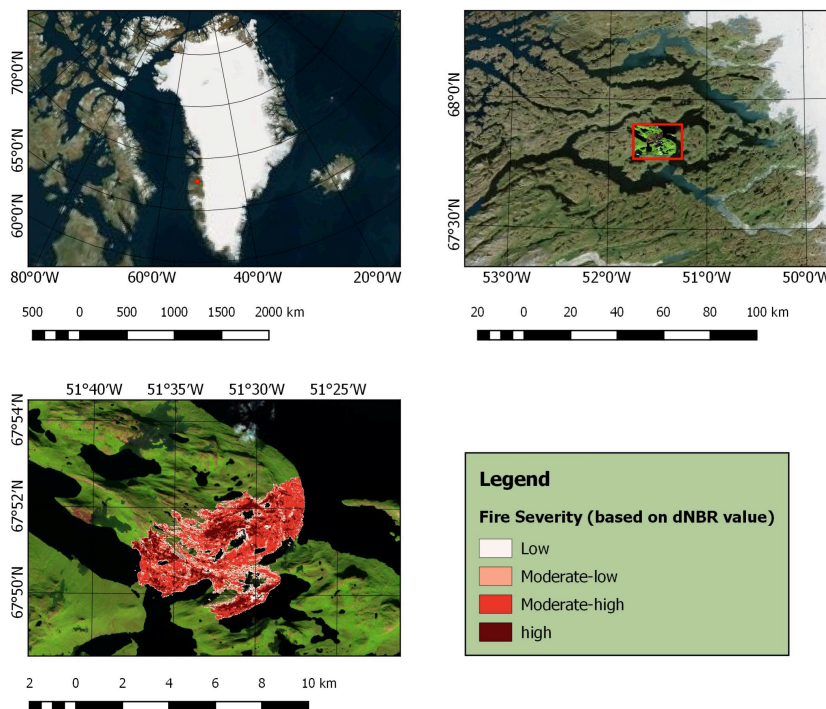 70°0'N
65°0'N
60°0'N
80°0'W 60°0'W 40°0'W 20°0'W
500 0 500 1000 1500 2000 km
68°0'N
67°30'N
53°0'W 52°0'W 51°0'W 50°0'W
20 0 20 40 60 80 100 km
51°40'W 51°35'W 51°30'W 51°25'W
67°54'N
67°52'N
67°50'N
2 0 2 4 6 8 10 km
Legend
Fire Severity (based on dNBR value)
Low
Moderate-low
Moderate-high
high